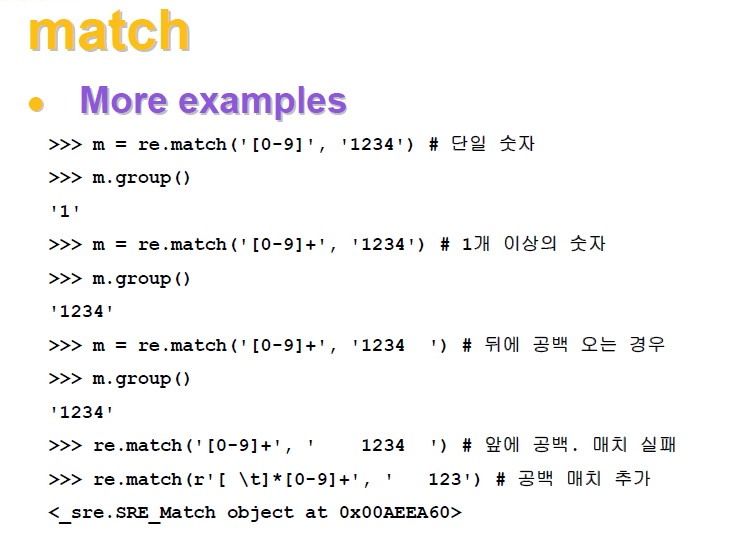 match
More examples
>>> m = re.match('[0-9]', '1234') # 단일 숫자
>>> m.group()
'1'
>>> m = re.match('[0-9]+', '1234') # 1개 이상의 숫자
>>> m.group()
'1234'
>>> m = re.match('[0-9]+', '1234  ') # 뒤에 공백 오는 경우
>>> m.group()
'1234'
>>> re.match('[0-9]+', '    1234  ') # 앞에 공백. 매치 실패
>>> re.match(r'[ \t]*[0-9]+', '   123') # 공백 매치 추가
<_sre.SRE_Match object at 0x00AEEA60>